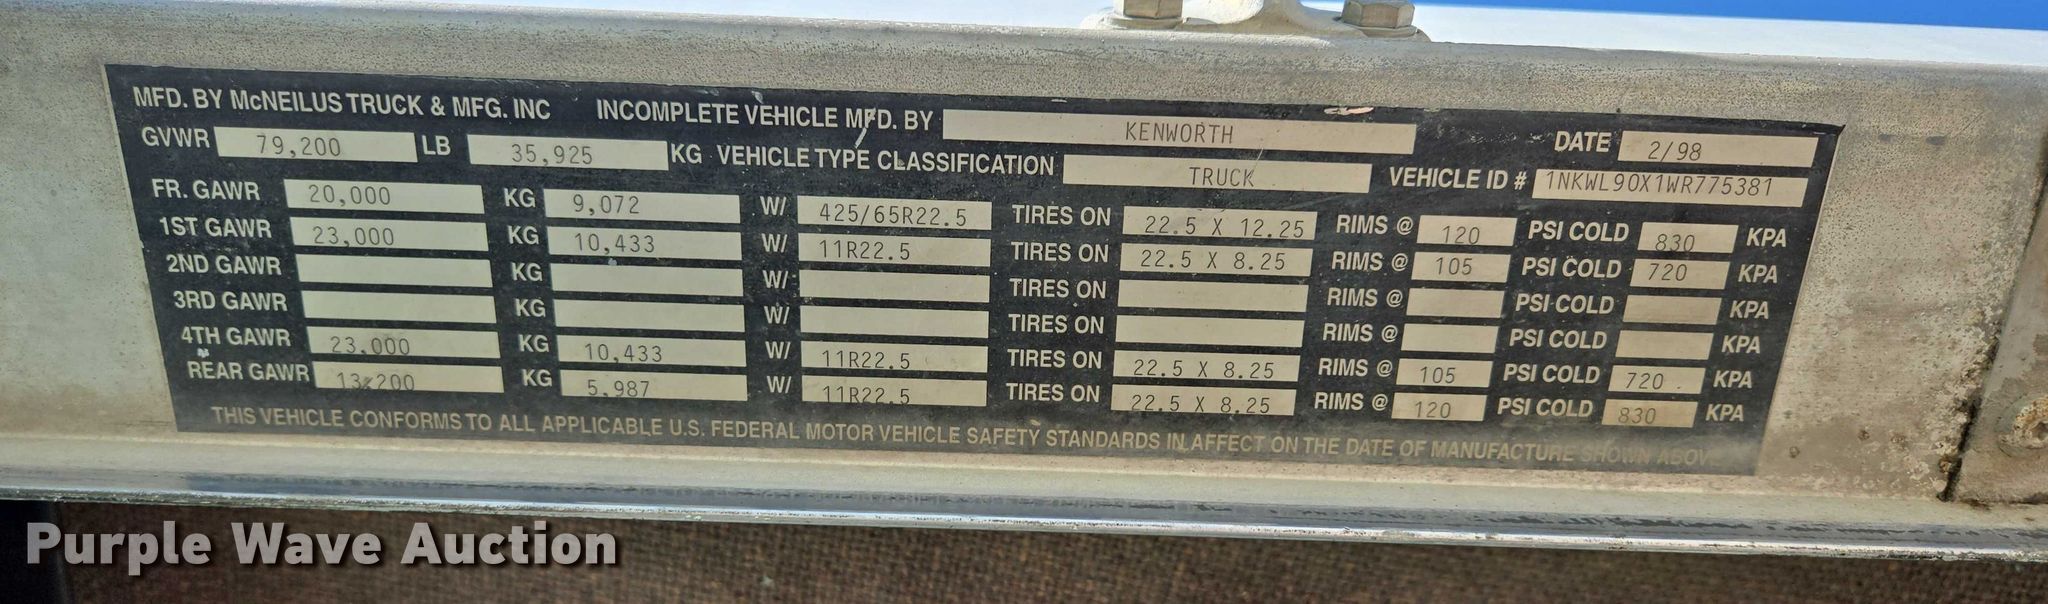 MFD. BY McNEILUS TRUCK & MFG. INC INCOMPLETE VEHICLE MFD. BY KENWORTH DATE 2/98
GVWR 79,200 LB 35,925 KG VEHICLE TYPE CLASSIFICATION TRUCK VEHICLE ID # 1NKWL90X1WR775381
FR. GAWR 20,000 KG 9,072 W/ 425/65R22.5 TIRES ON 22.5 X 12.25 RIMS @ 120 PSI COLD 830 KPA
1ST GAWR 23,000 KG 10,433 W/ 11R22.5 TIRES ON 22.5 X 8.25 RIMS @ 105 PSI COLD 720 KPA
2ND GAWR KG W/ TIRES ON RIMS @ PSI COLD KPA
3RD GAWR KG W/ TIRES ON RIMS @ PSI COLD KPA
4TH GAWR 23,000 KG 10,433 W/ 11R22.5 TIRES ON 22.5 X 8.25 RIMS @ 105 PSI COLD 720 KPA
REAR GAWR 13,200 KG 5,987 W/ 11R22.5 TIRES ON 22.5 X 8.25 RIMS @ 120 PSI COLD 830 KPA
THIS VEHICLE CONFORMS TO ALL APPLICABLE U.S. FEDERAL MOTOR VEHICLE SAFETY STANDARDS IN AFFECT ON THE DATE OF MANUFACTURE SHOWN ABOVE
Purple Wave Auction